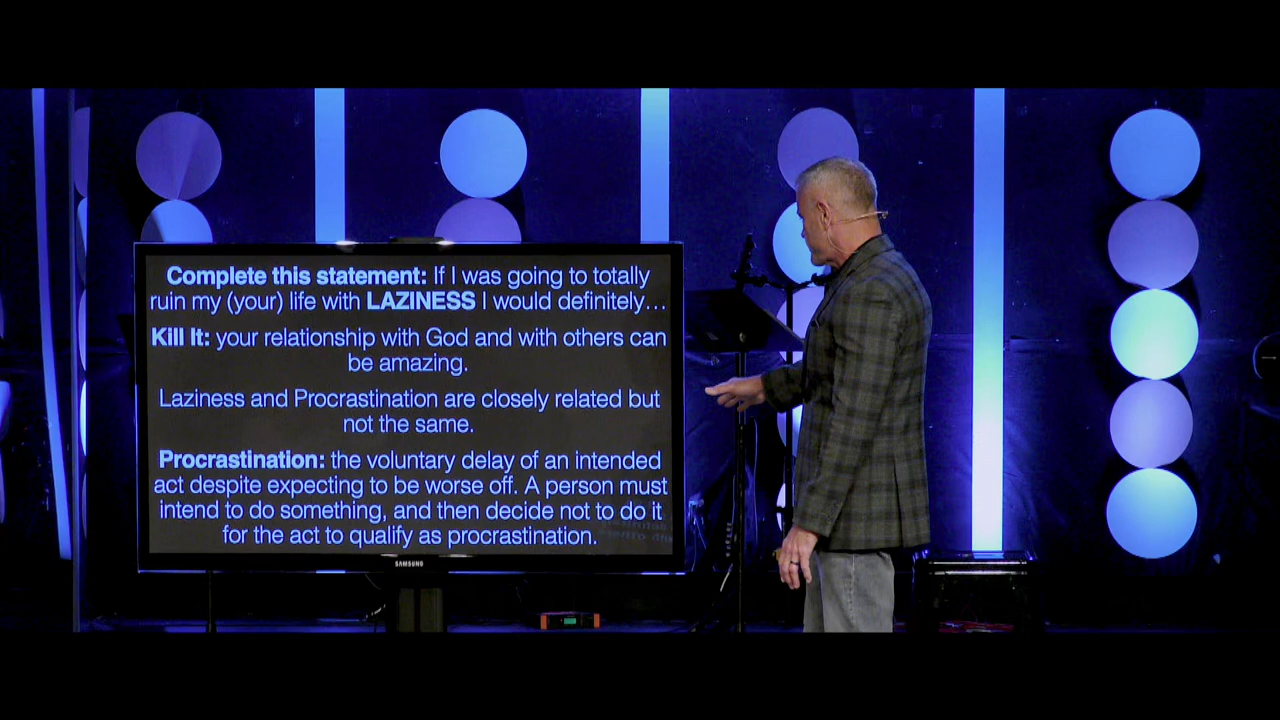 Complete this statement: If I was going to totally
ruin my (your) life with LAZINESS I would definitely…
Kill It: your relationship with God and with others can
be amazing.
Laziness and Procrastination are closely related but
not the same.
Procrastination: the voluntary delay of an intended
act despite expecting to be worse off. A person must
intend to do something, and then decide not to do it
for the act to qualify as procrastination.
SAMSUNG